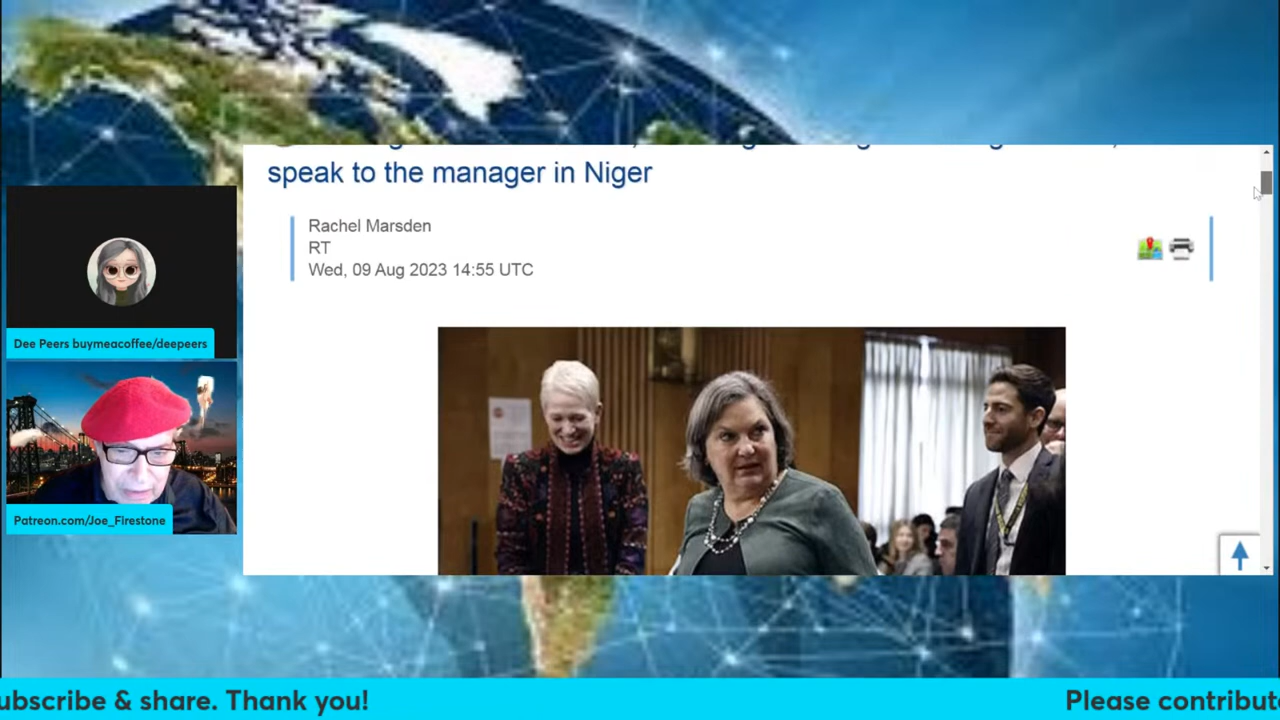 speak to the manager in Niger
Rachel Marsden
RT
Wed, 09 Aug 2023 14:55 UTC
Dee Peers buymeacoffee/deepeers
Patreon.com/Joe_Firestone
ubscribe & share. Thank you!
Please contribut